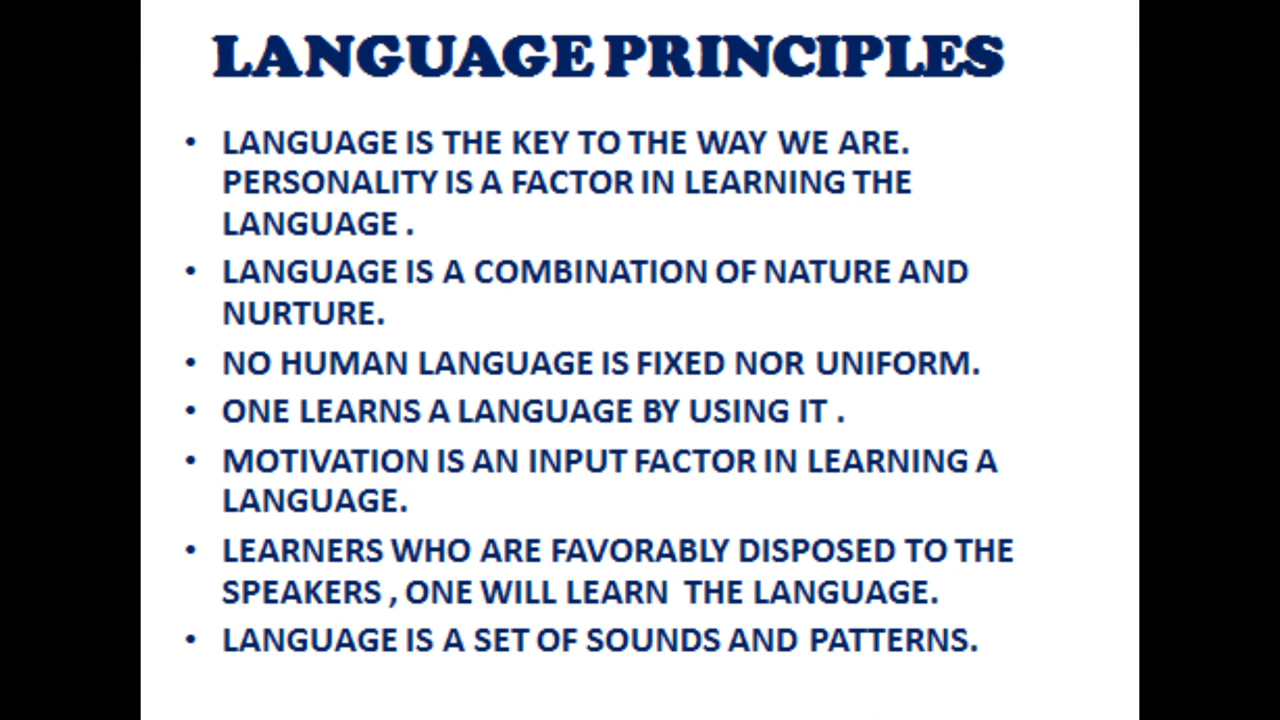 LANGUAGE PRINCIPLES
• LANGUAGE IS THE KEY TO THE WAY WE ARE.
PERSONALITY IS A FACTOR IN LEARNING THE
LANGUAGE .
• LANGUAGE IS A COMBINATION OF NATURE AND
NURTURE.
• NO HUMAN LANGUAGE IS FIXED NOR UNIFORM.
• ONE LEARNS A LANGUAGE BY USING IT .
• MOTIVATION IS AN INPUT FACTOR IN LEARNING A
LANGUAGE.
• LEARNERS WHO ARE FAVORABLY DISPOSED TO THE
SPEAKERS , ONE WILL LEARN THE LANGUAGE.
• LANGUAGE IS A SET OF SOUNDS AND PATTERNS.